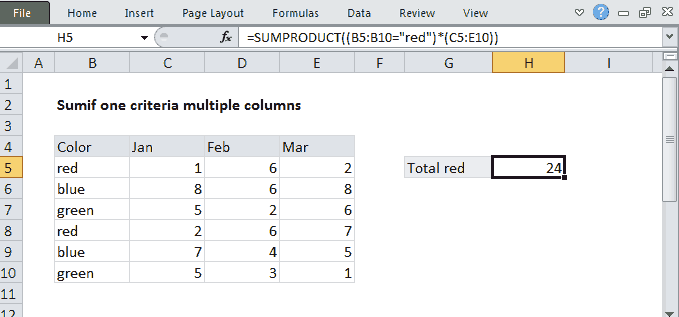 File Home Insert Page Layout Formulas Data Review View
H5 fx =SUMPRODUCT((B5:B10="red")*(C5:E10))
A B C D E F G H I
1
2 Sumif one criteria multiple columns
3
4 Color Jan Feb Mar
5 red 1 6 2 Total red 24
6 blue 8 6 8
7 green 5 2 6
8 red 2 6 7
9 blue 7 4 5
10 green 5 3 1
11
12